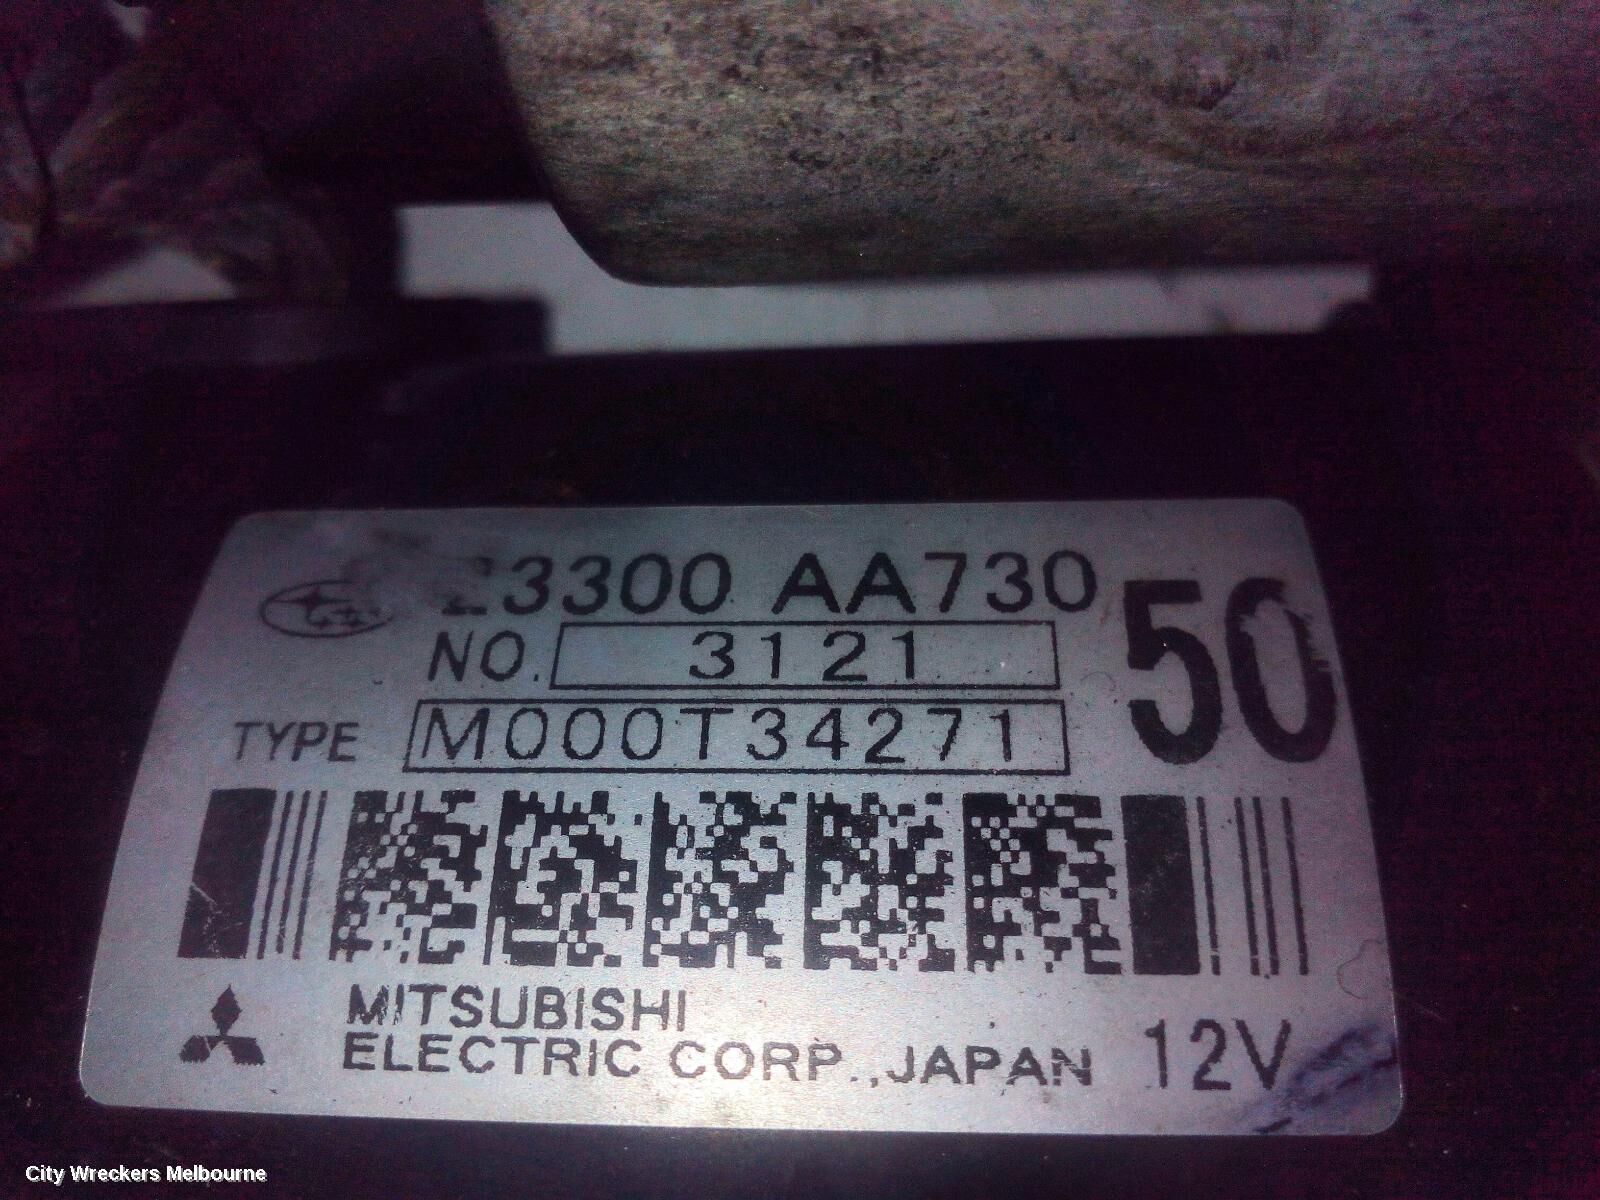 23300 AA730
50
NO. 3121
TYPE M000T34271
MITSUBISHI
ELECTRIC CORP.,JAPAN 12V
City Wreckers Melbourne